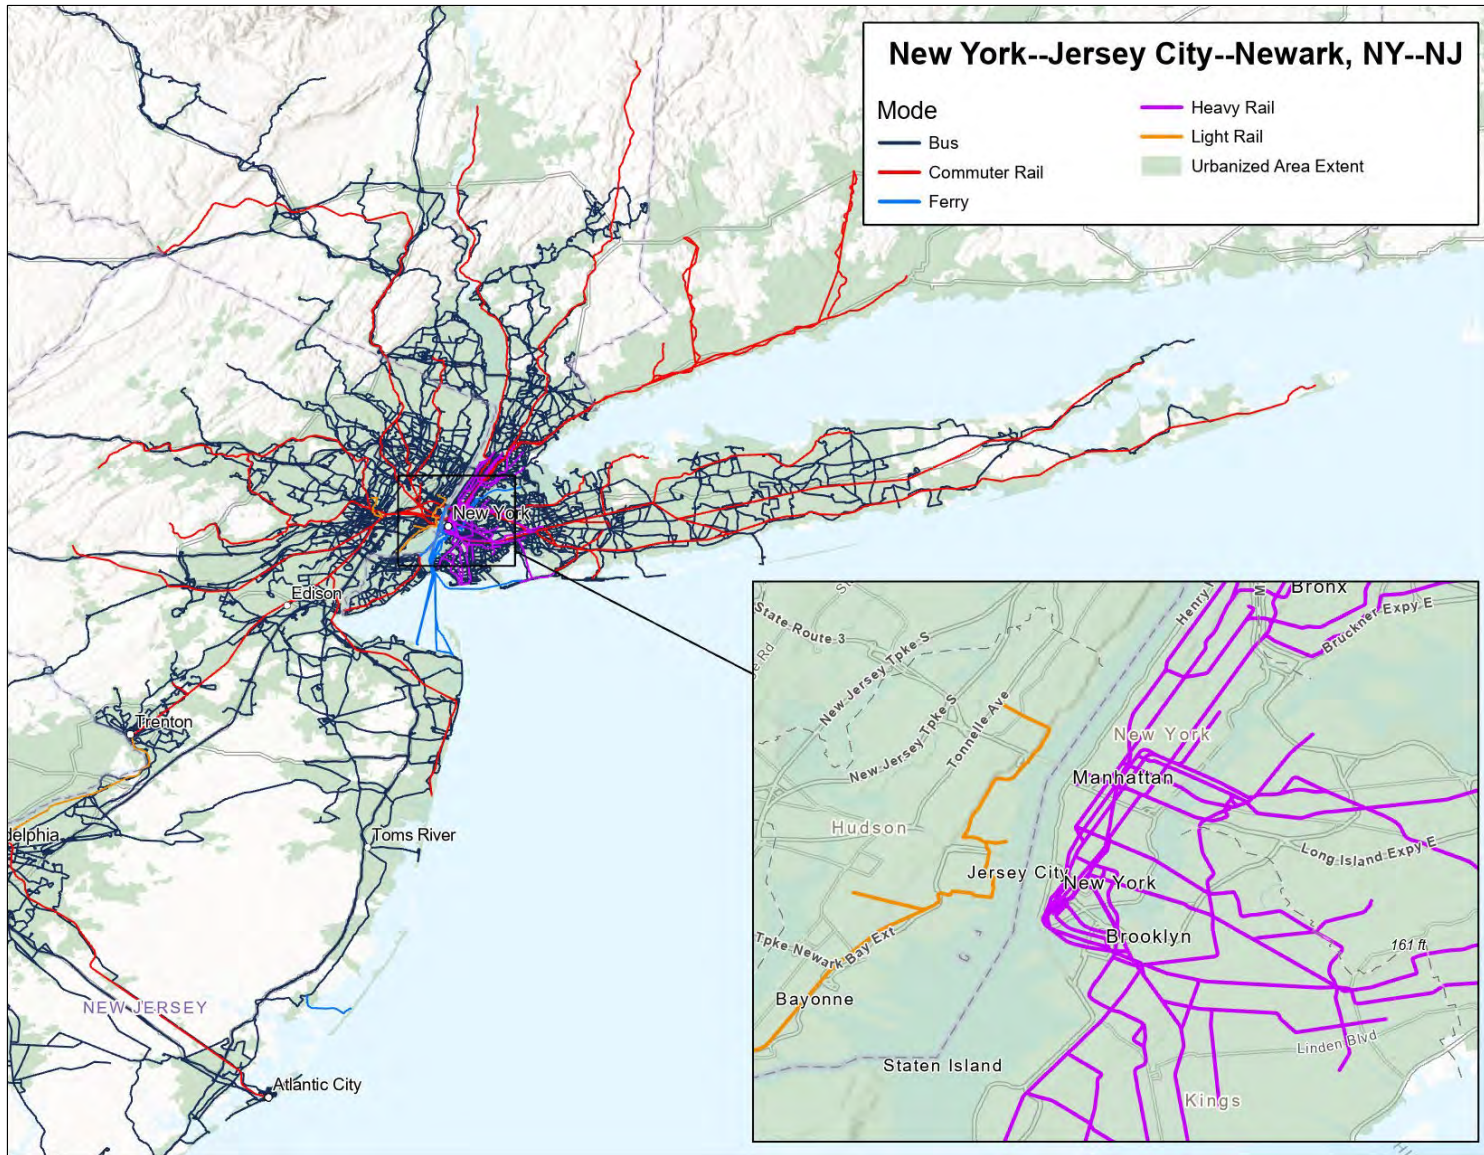 New York--Jersey City--Newark, NY--NJ
Mode
Bus
Commuter Rail
Ferry
Heavy Rail
Light Rail
Urbanized Area Extent
New York
Edison
Trenton
delphia
Toms River
NEW JERSEY
Atlantic City
Bronx
Henry
Bruckner Expy E
State Route 3
New Jersey Tpke S
New Jersey Tpke S
Tonnelle Ave
New York
Manhattan
Hudson
Long Island Expy E
Jersey City
New York
Brooklyn
161 ft
Tpke Newark Bay Ext
Bayonne
Staten Island
Linden Blvd
Kings